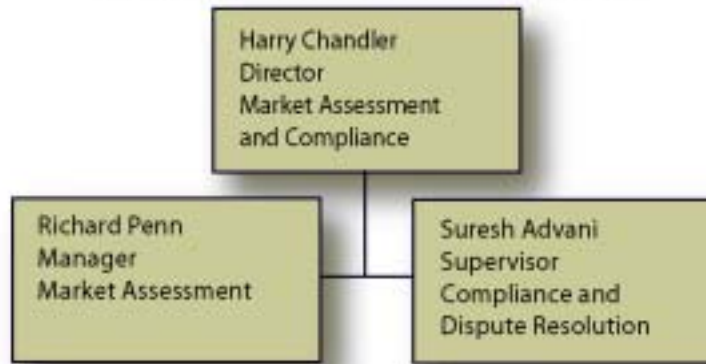 Harry Chandler
Director
Market Assessment
and Compliance
Richard Penn
Manager
Market Assessment
Suresh Advani
Supervisor
Compliance and
Dispute Resolution